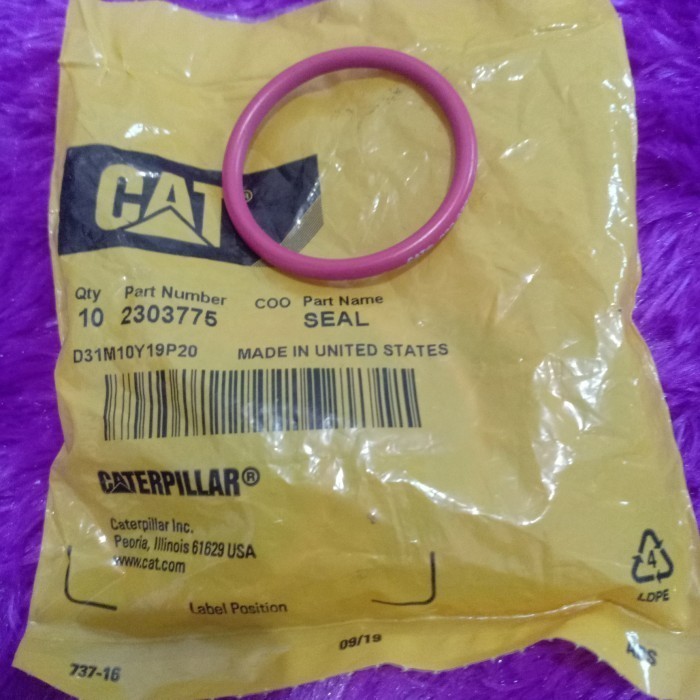 CAT®
Qty Part Number COO Part Name
10 2303775 SEAL
D31M10Y19P20 MADE IN UNITED STATES
CATERPILLAR®
Caterpillar Inc.
Peoria, Illinois 61629 USA
www.cat.com
4
LDPE
Label Position
09/19
737-16